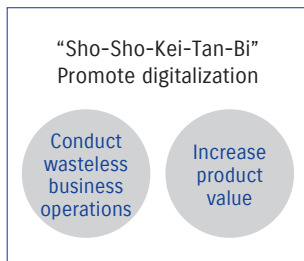 “Sho-Sho-Kei-Tan-Bi”
Promote digitalization
Conduct
wasteless
business
operations
Increase
product
value